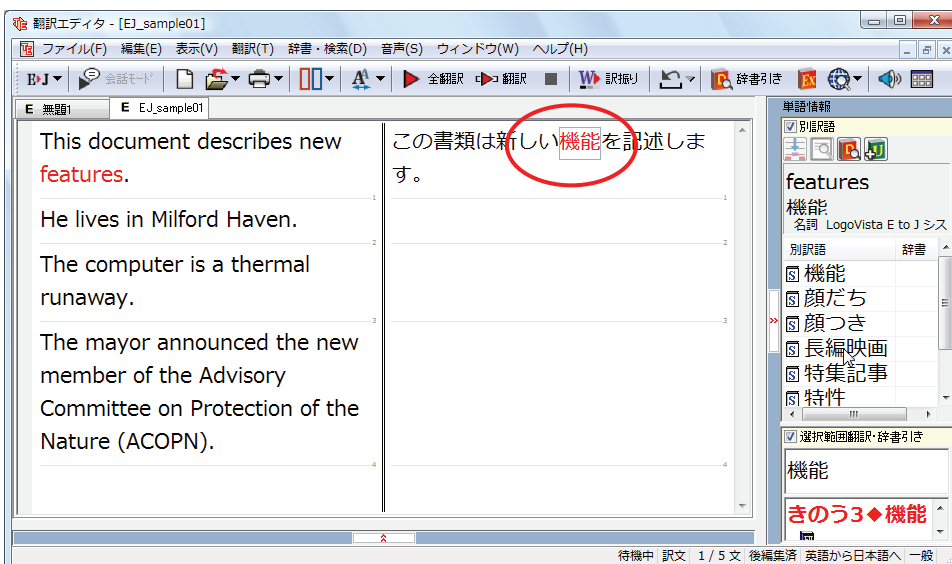 翻訳エディタ - [EJ_sample01]
ファイル(F) 編集(E) 表示(V) 翻訳(T) 辞書・検索(D) 音声(S) ウィンドウ(W) ヘルプ(H)
E▸J 会話モード 全翻訳 翻訳 訳振り 辞書引き
E 無題1 E EJ_sample01
This document describes new
features.
1
He lives in Milford Haven.
2
The computer is a thermal
runaway.
3
The mayor announced the new
member of the Advisory
Committee on Protection of the
Nature (ACOPN).
4
この書類は新しい機能を記述しま
す。
1
2
3
4
単語情報
別訳語
features
機能
名詞 LogoVista E to J シス
別訳語 辞書
S 機能
S 顔だち
S 顔つき
S 長編映画
S 特集記事
S 特性
選択範囲翻訳・辞書引き
機能
きのう3◆機能
待機中 訳文 1 / 5 文 後編集済 英語から日本語へ 一般